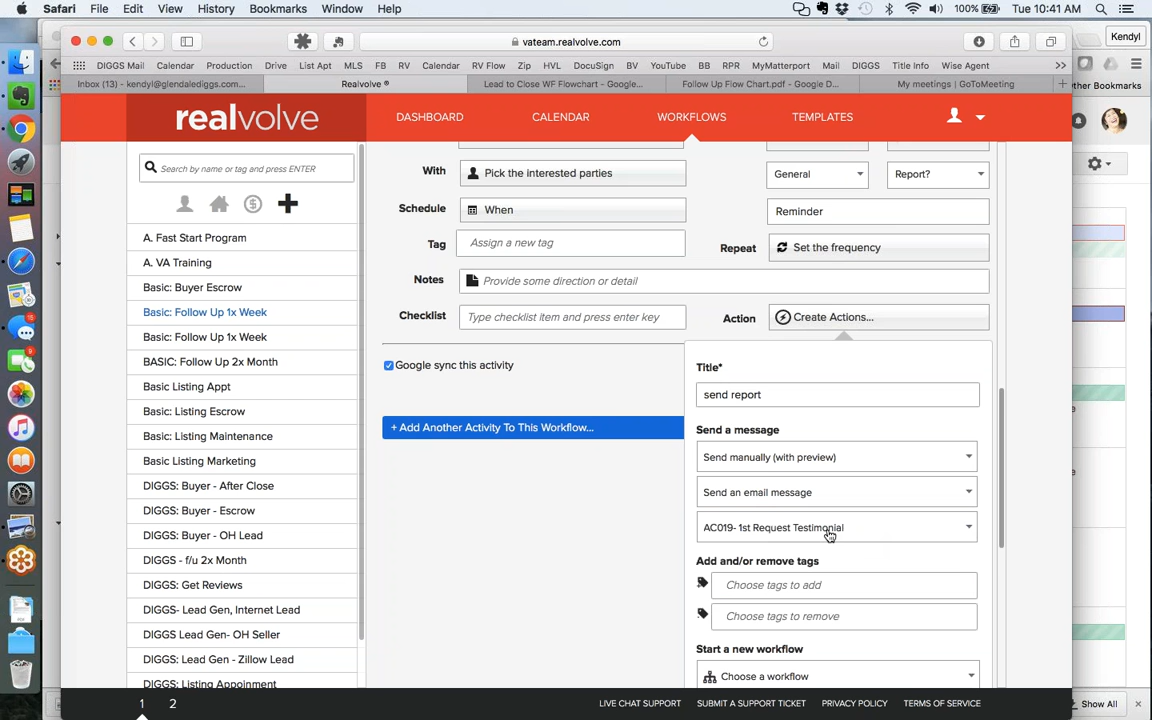 Safari File Edit View History Bookmarks Window Help 100% Tue 10:41 AM
vateam.realvolve.com Kendyl
DIGGS Mail Calendar Production Drive List Apt MLS FB RV Calendar RV Flow Zip HVL DocuSign BV YouTube BB RPR MyMatterport Mail DIGGS Title Info Wise Agent >>
Inbox (13) - kendyl@glendalediggs.com... Realvolve ® Lead to Close WF Flowchart - Google... Follow Up Flow Chart.pdf - Google D... My meetings | GoToMeeting + ther Bookmarks
realvolve DASHBOARD CALENDAR WORKFLOWS TEMPLATES
Search by name or tag and press ENTER
A. Fast Start Program
A. VA Training
Basic: Buyer Escrow
Basic: Follow Up 1x Week
Basic: Follow Up 1x Week
BASIC: Follow Up 2x Month
Basic Listing Appt
Basic Listing Escrow
Basic Listing Maintenance
Basic Listing Marketing
DIGGS: Buyer - After Close
DIGGS: Buyer - Escrow
DIGGS: Buyer - OH Lead
DIGGS - f/u 2x Month
DIGGS: Get Reviews
DIGGS- Lead Gen, Internet Lead
DIGGS Lead Gen- OH Seller
DIGGS: Lead Gen - Zillow Lead
DIGGS: Listing Appoinment
With Pick the interested parties General Report?
Schedule When Reminder
Tag Assign a new tag Repeat Set the frequency
Notes Provide some direction or detail
Checklist Type checklist item and press enter key Action Create Actions...
Google sync this activity
+ Add Another Activity To This Workflow...
Title*
send report
Send a message
Send manually (with preview)
Send an email message
AC019- 1st Request Testimonial
Add and/or remove tags
Choose tags to add
Choose tags to remove
Start a new workflow
Choose a workflow
1 2 LIVE CHAT SUPPORT SUBMIT A SUPPORT TICKET PRIVACY POLICY TERMS OF SERVICE Show All